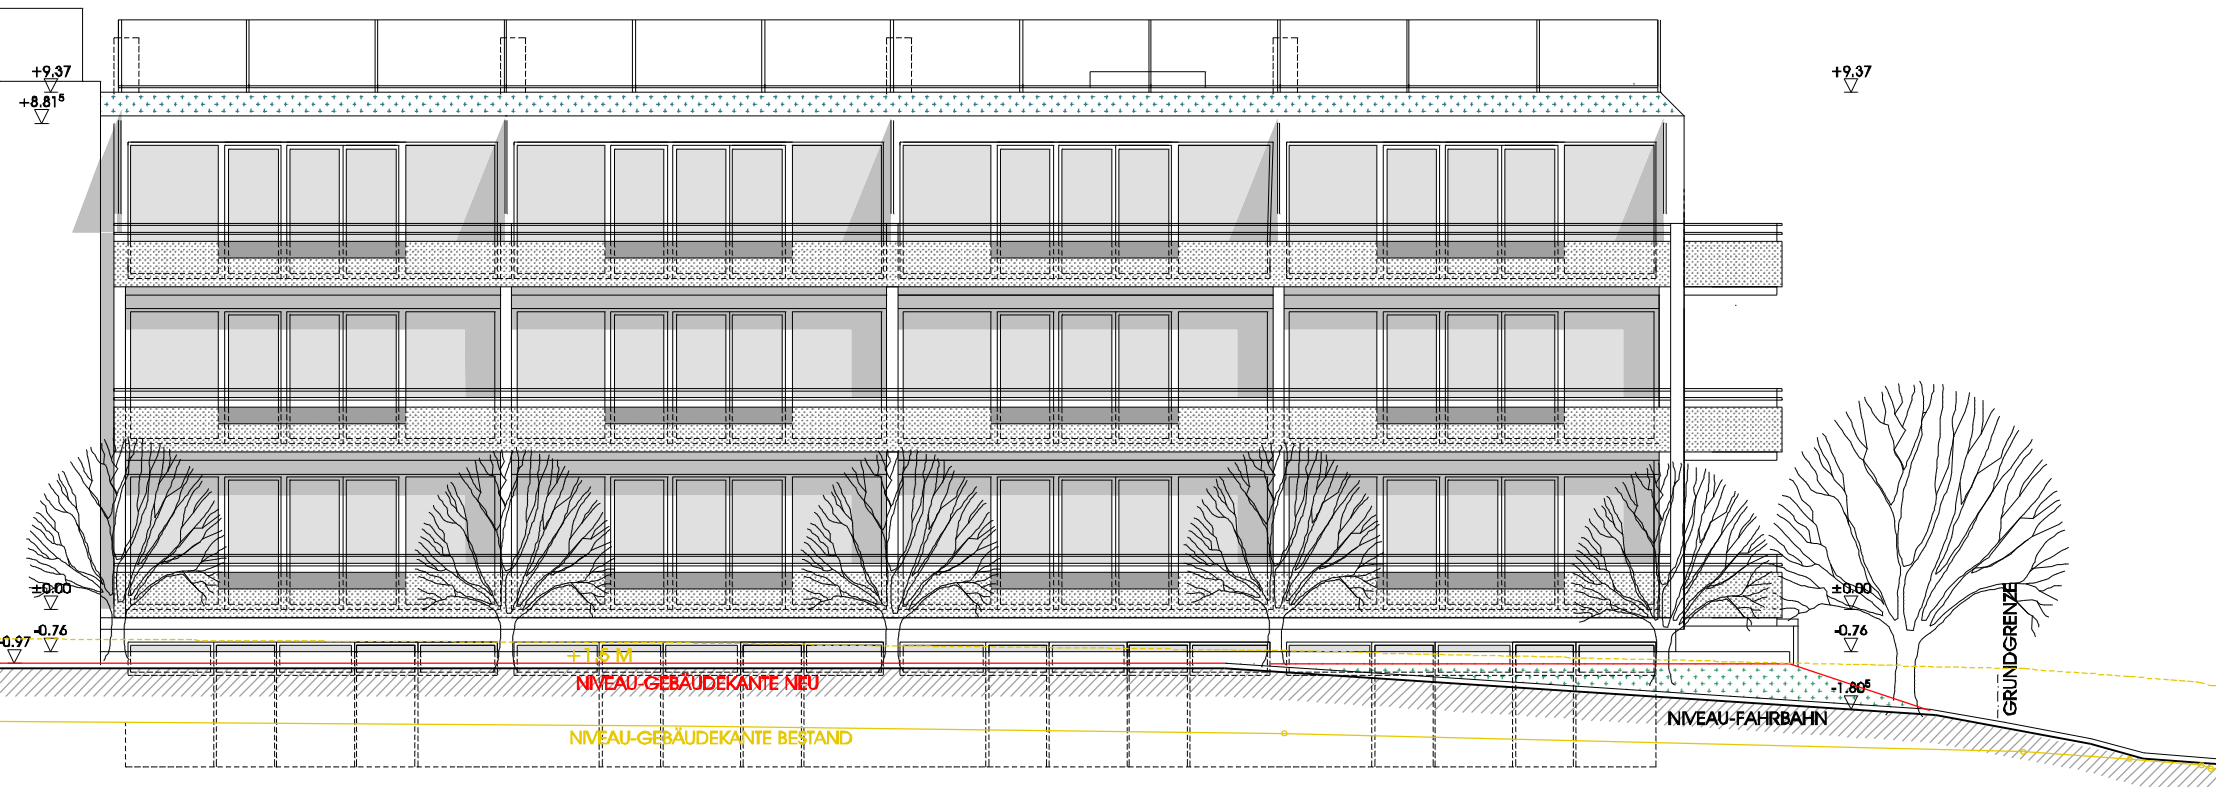 +9.37
+9.37
+8.81⁵
±0.00
±0.00
-0.76
-0.97
-0.76
+1.5 M
NIVEAU-GEBÄUDEKANTE NEU
-1.80⁵
GRUNDGRENZE
NIVEAU-FAHRBAHN
NIVEAU-GEBÄUDEKANTE BESTAND